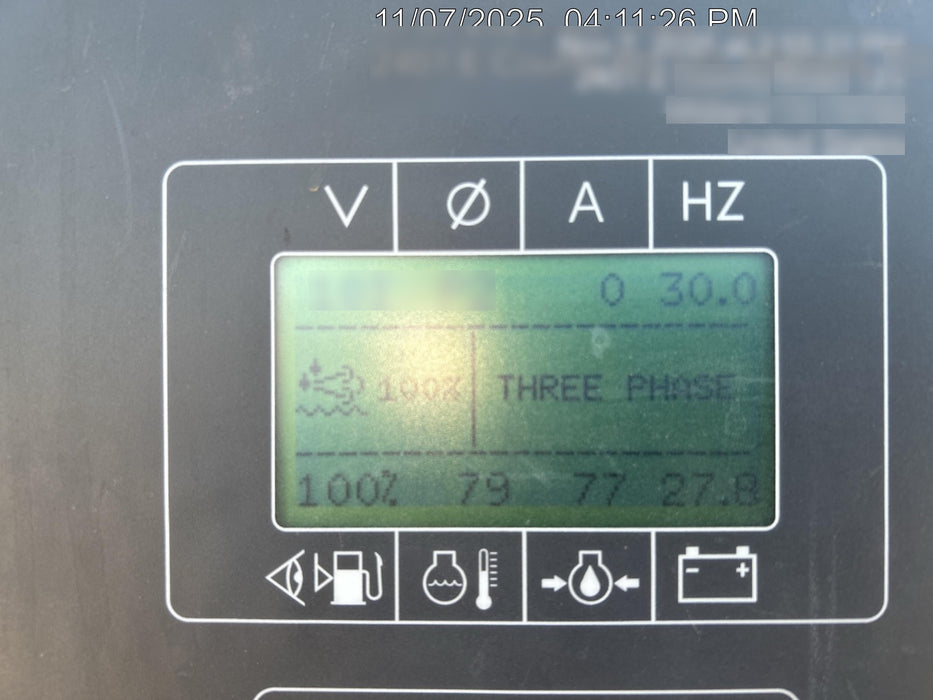 11/07/2025 04:11:26 PM
V Ø A HZ
0 30.0
100% THREE PHASE
100% 79 77 27.8
- +